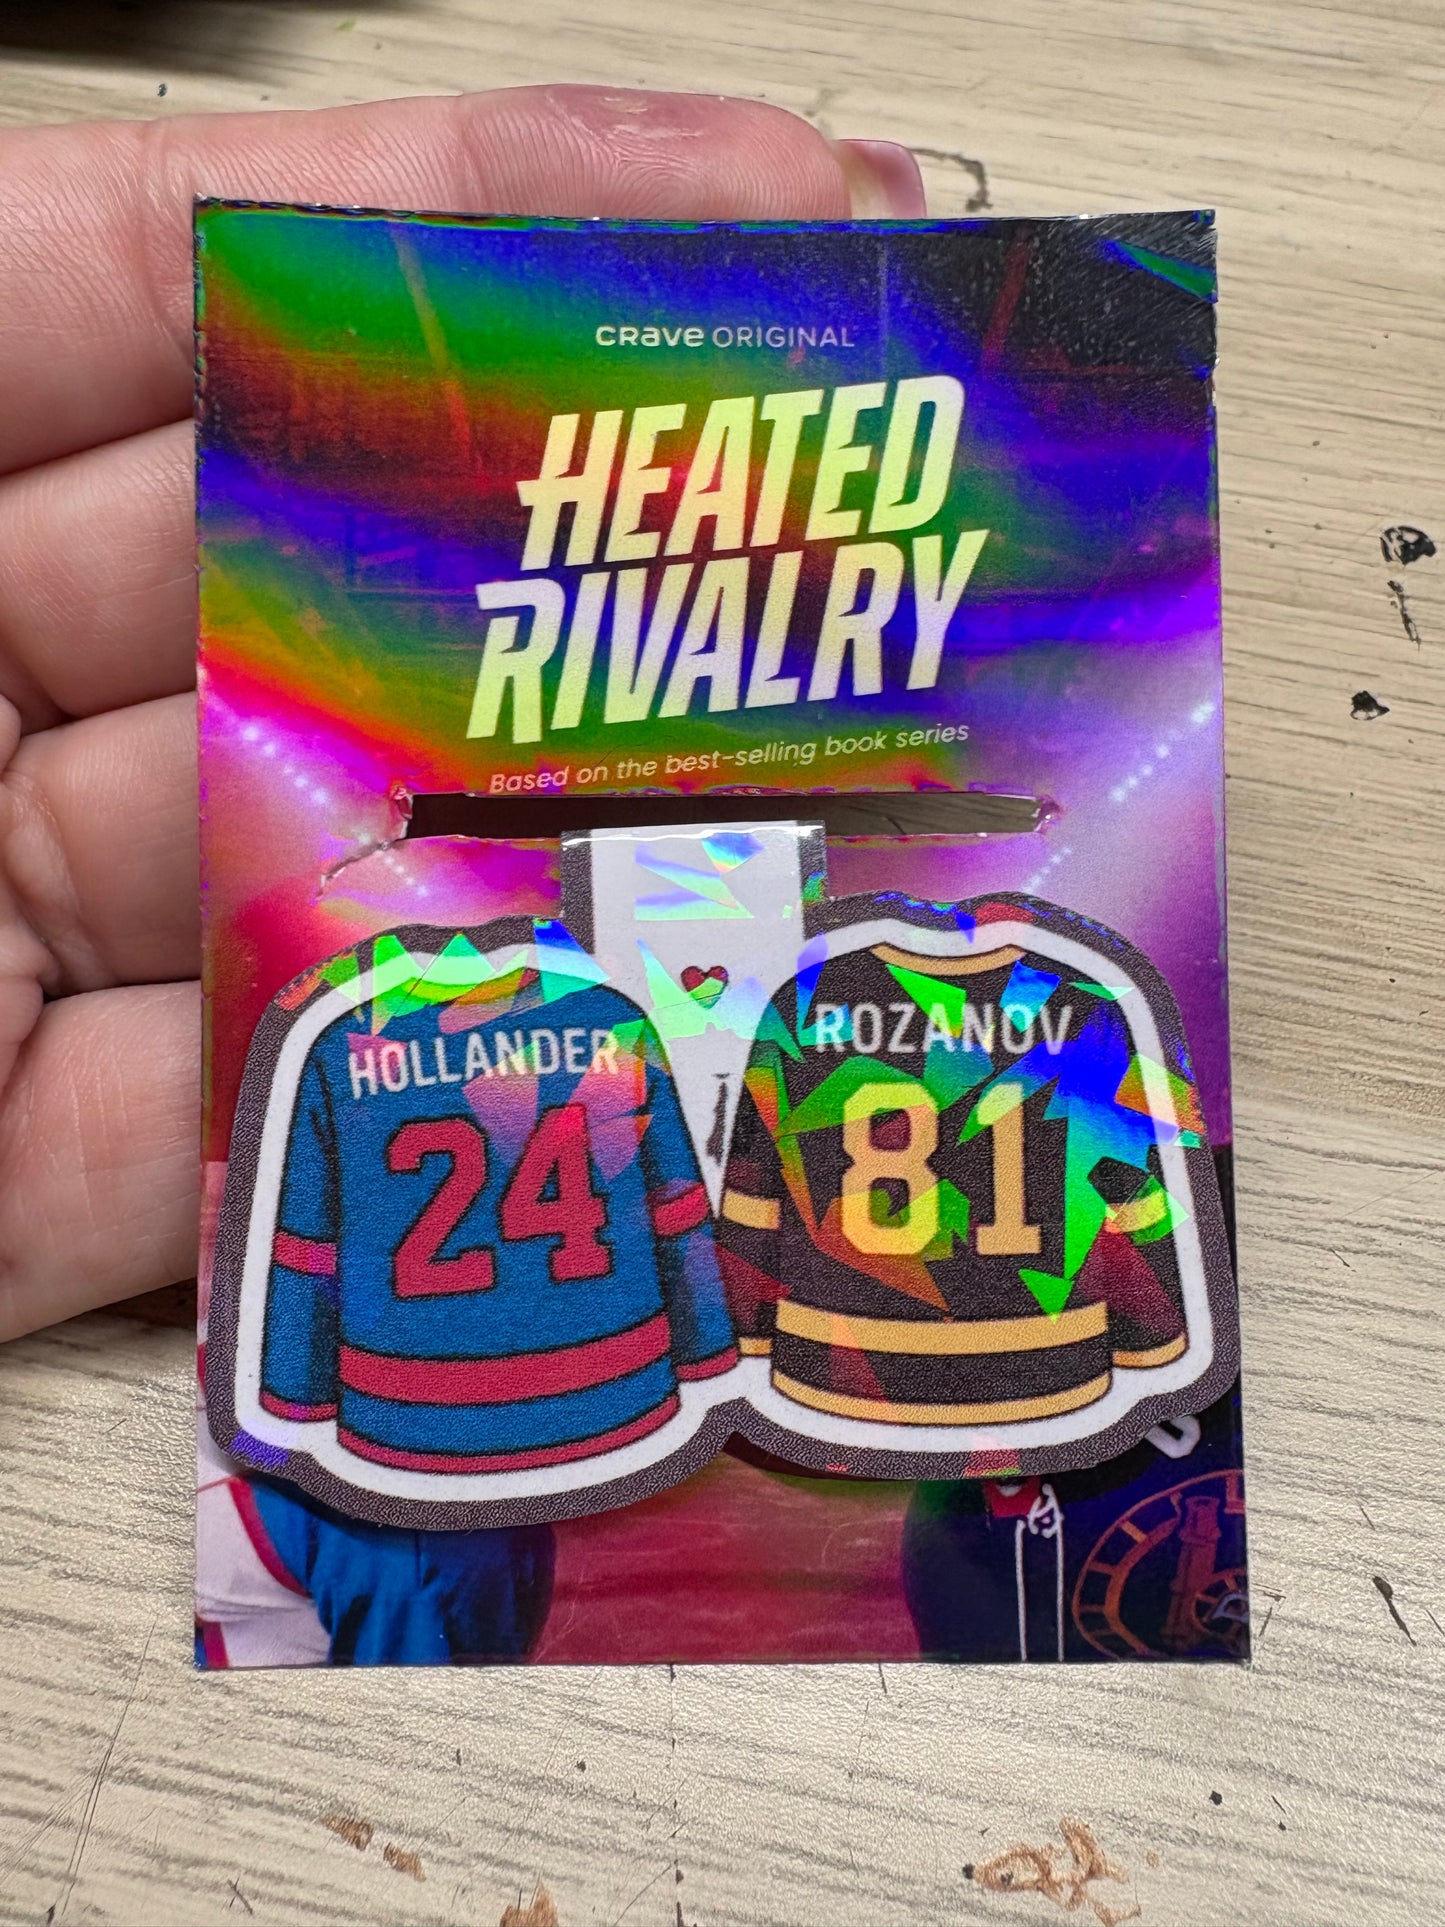 crave ORIGINAL
HEATED
RIVALRY
Based on the best-selling book series
HOLLANDER
24
ROZANOV
81